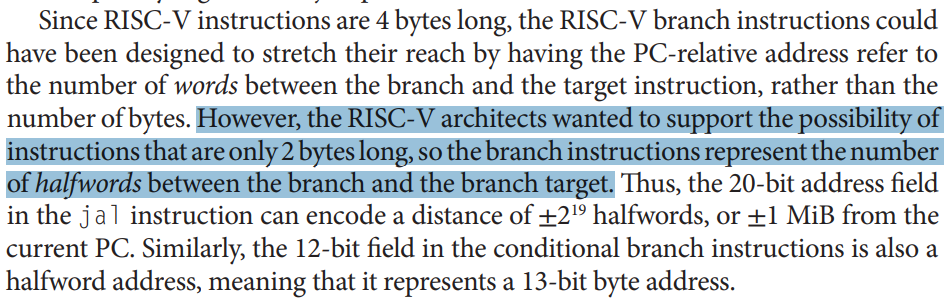 Since RISC-V instructions are 4 bytes long, the RISC-V branch instructions could
have been designed to stretch their reach by having the PC-relative address refer to
the number of words between the branch and the target instruction, rather than the
number of bytes. However, the RISC-V architects wanted to support the possibility of
instructions that are only 2 bytes long, so the branch instructions represent the number
of halfwords between the branch and the branch target. Thus, the 20-bit address field
in the jal instruction can encode a distance of ±2¹⁹ halfwords, or ±1 MiB from the
current PC. Similarly, the 12-bit field in the conditional branch instructions is also a
halfword address, meaning that it represents a 13-bit byte address.